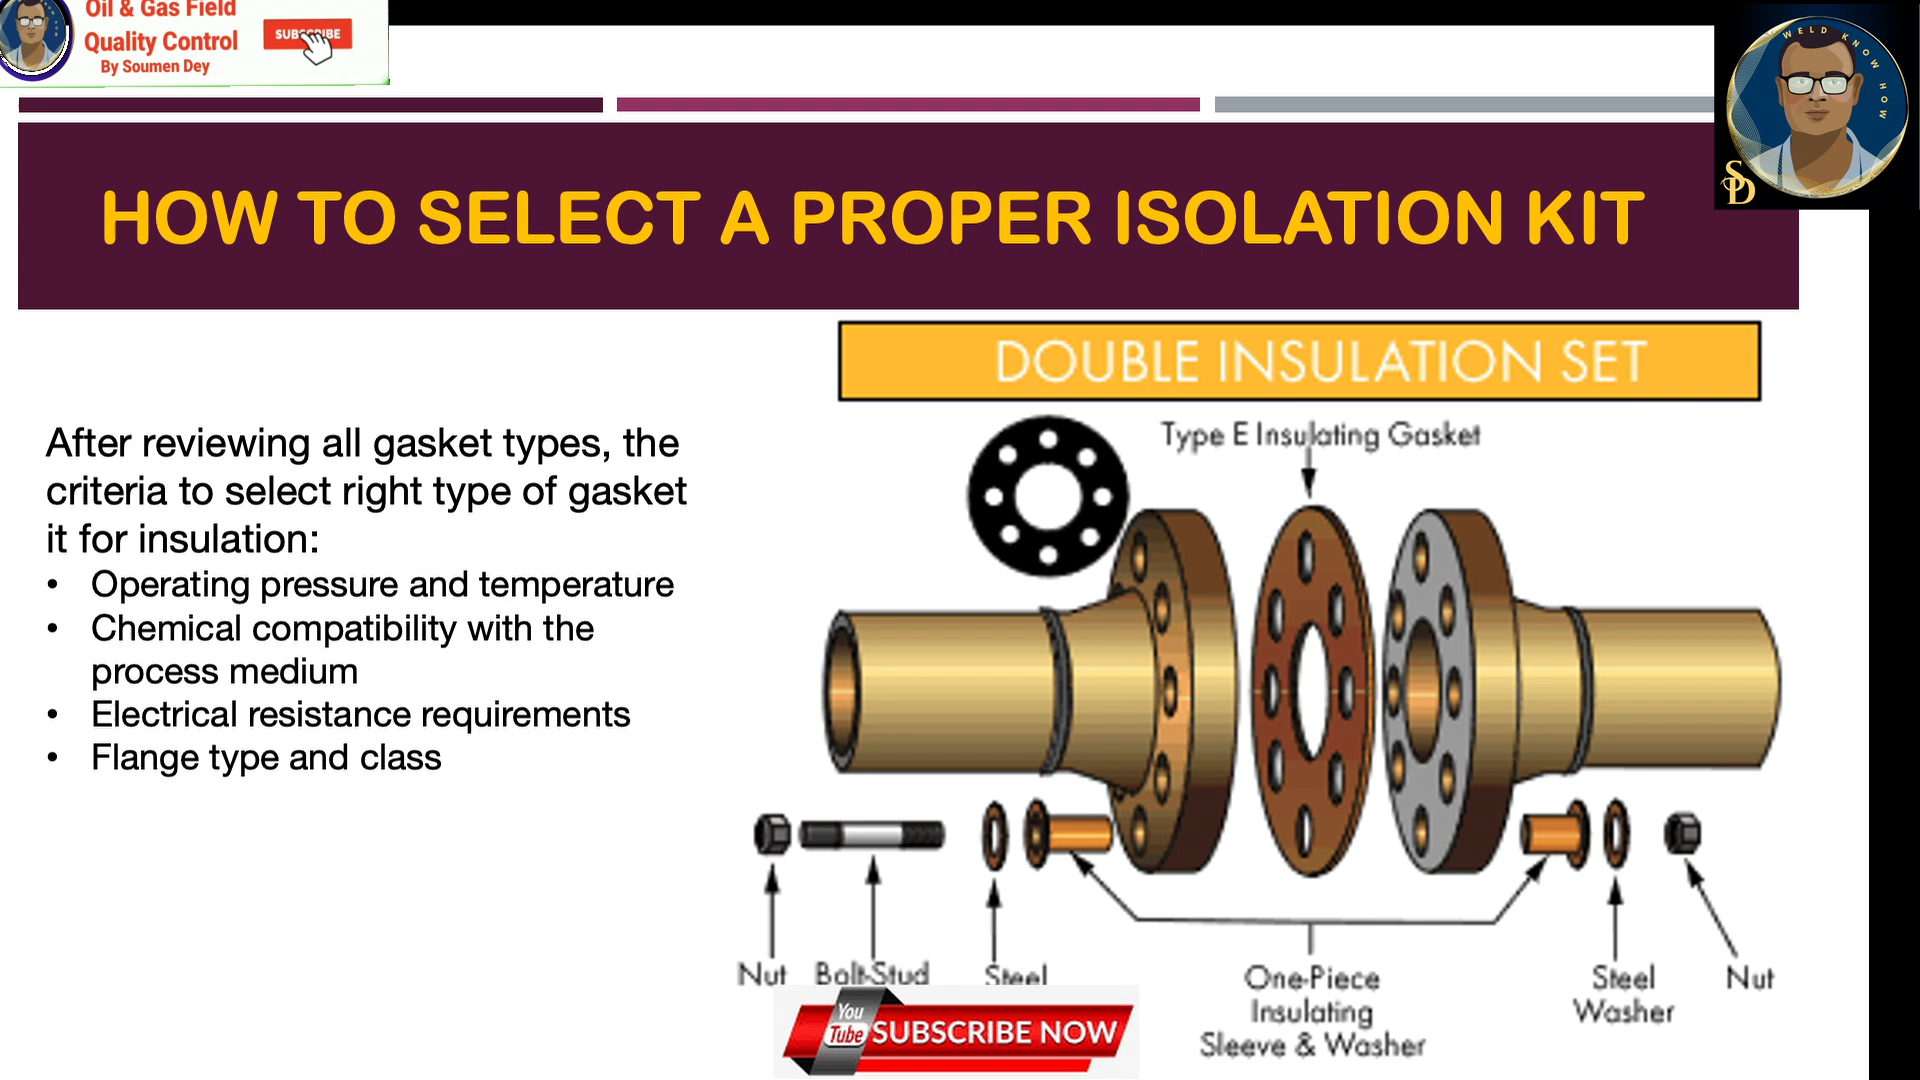 Oil & Gas Field
Quality Control
By Soumen Dey
SUBSCRIBE
WELD KNOW HOW
SD
HOW TO SELECT A PROPER ISOLATION KIT
After reviewing all gasket types, the
criteria to select right type of gasket
it for insulation:
• Operating pressure and temperature
• Chemical compatibility with the
process medium
• Electrical resistance requirements
• Flange type and class
DOUBLE INSULATION SET
Type E Insulating Gasket
Nut
Bolt-Stud
Steel
One-Piece
Insulating
Sleeve & Washer
Steel
Washer
Nut
You
Tube
SUBSCRIBE NOW